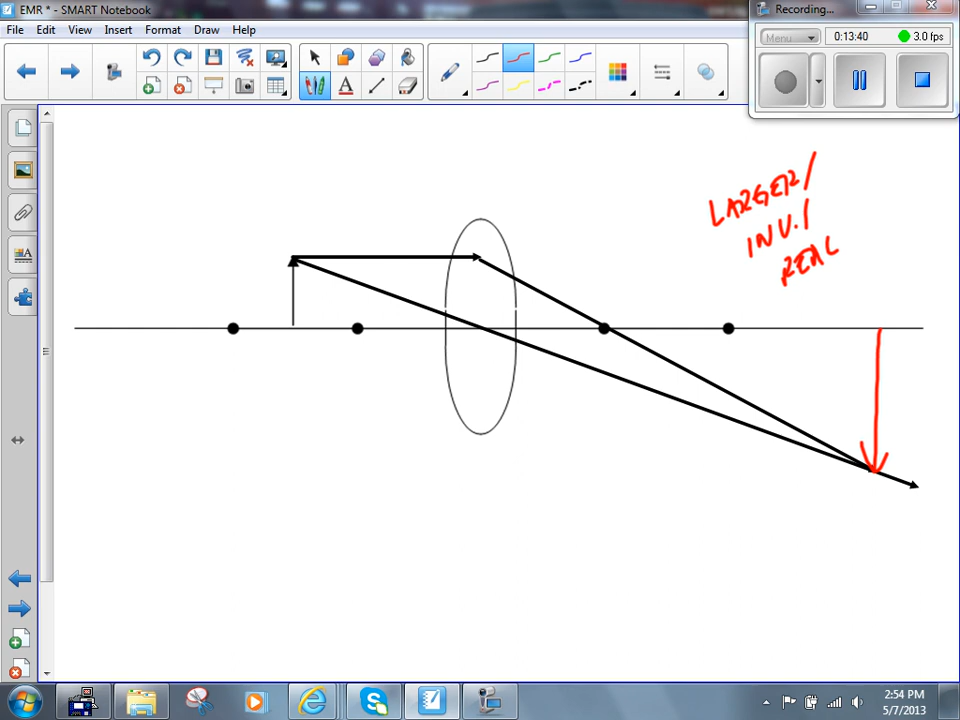 EMR * - SMART Notebook
File Edit View Insert Format Draw Help
Recording...
Menu 0:13:40 3.0 fps
LARGER/
INV./
REAL
2:54 PM
5/7/2013